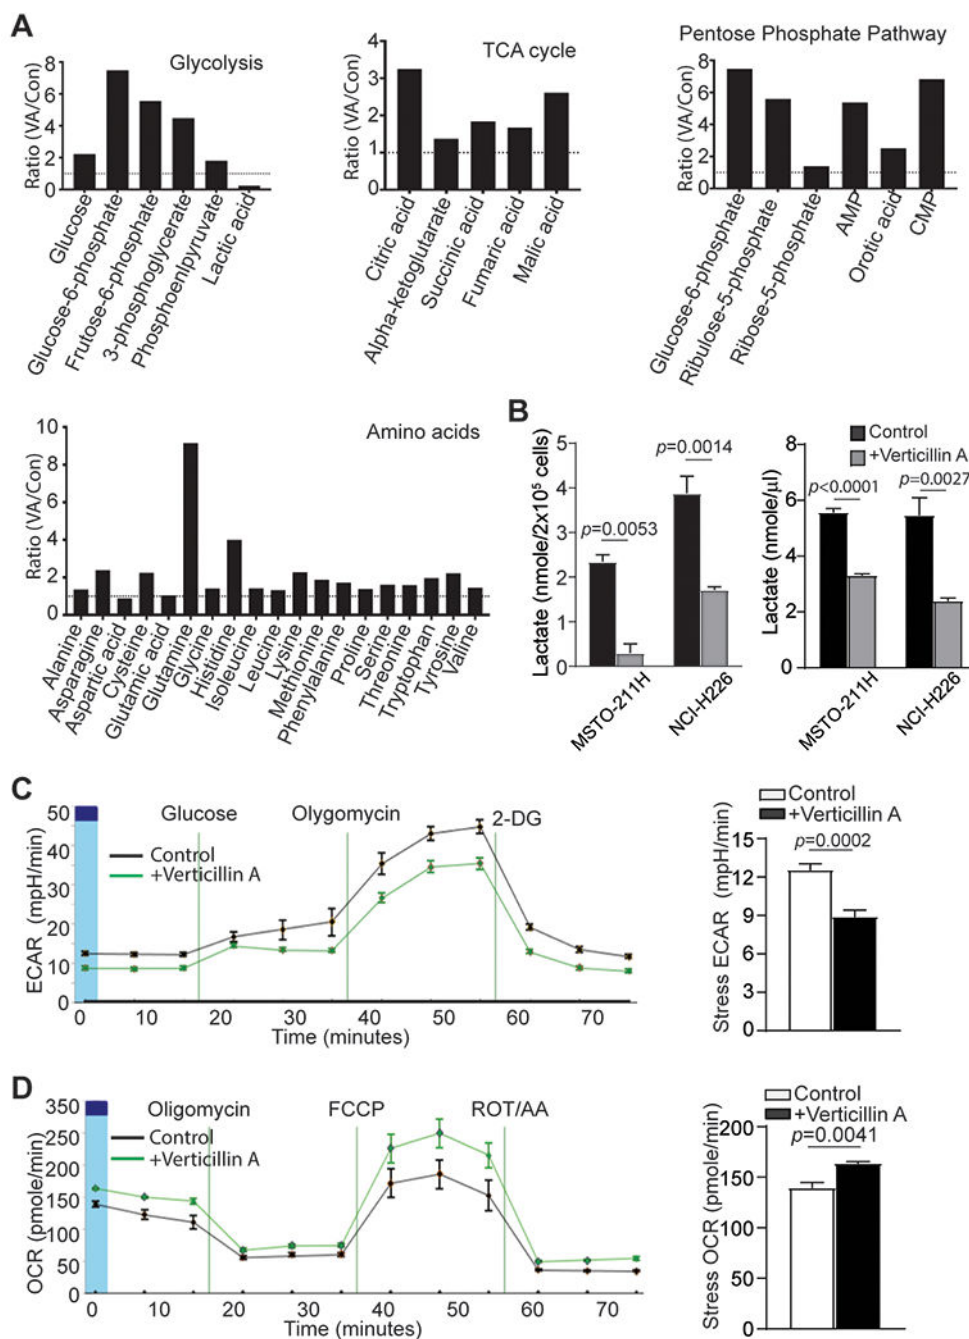 A
Glycolysis
Ratio (VA/Con)
8
6
4
2
0
Glucose
Glucose-6-phosphate
Frutose-6-phosphate
3-phosphoglycerate
Phosphoenlpyruvate
Lactic acid
TCA cycle
Ratio (VA/Con)
4
3
2
1
0
Citric acid
Alpha-ketoglutarate
Succinic acid
Fumaric acid
Malic acid
Pentose Phosphate Pathway
Ratio (VA/Con)
8
6
4
2
0
Glucose-6-phosphate
Ribulose-5-phosphate
Ribose-5-phosphate
AMP
Orotic acid
CMP
Amino acids
Ratio (VA/Con)
10
8
6
4
2
0
Alanine
Asparagine
Aspartic acid
Cysteine
Glutamic acid
Glutamine
Glycine
Histidine
Isoleucine
Leucine
Lysine
Methionine
Phenylalanine
Proline
Serine
Threonine
Tryptophan
Tyrosine
Valine
B
Lactate (nmole/2x10⁵ cells)
5
4
3
2
1
0
p=0.0053
p=0.0014
MSTO-211H
NCI-H226
Control
+Verticillin A
Lactate (nmole/µl)
8
6
4
2
0
p<0.0001
p=0.0027
MSTO-211H
NCI-H226
C
ECAR (mpH/min)
50
40
30
20
10
0
Glucose
Olygomycin
2-DG
Control
+Verticillin A
0 10 20 30 40 50 60 70
Time (minutes)
Control
+Verticillin A
p=0.0002
Stress ECAR (mpH/min)
15
12
9
6
3
0
D
OCR (pmole/min)
350
250
200
150
100
50
0
Oligomycin
FCCP
ROT/AA
Control
+Verticillin A
0 10 20 30 40 50 60 70
Time (minutes)
Control
+Verticillin A
p=0.0041
Stress OCR (pmole/min)
200
150
100
50
0